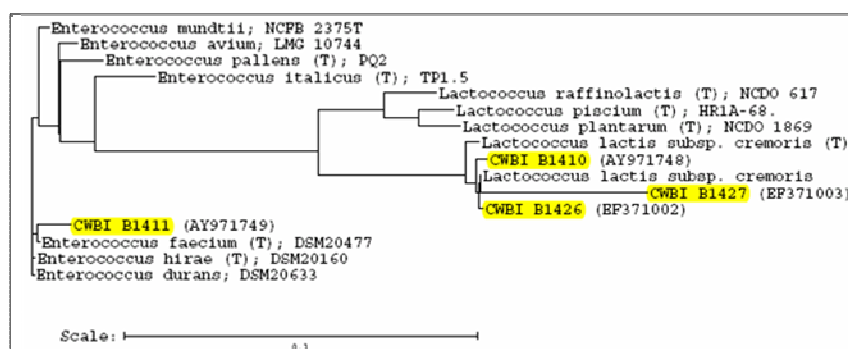 Enterococcus mundtii; NCFB 2375T
Enterococcus avium; LMG 10744
Enterococcus pallens (T); PQ2
Enterococcus italicus (T); TP1.5
Lactococcus raffinolactis (T); NCDO 617
Lactococcus piscium (T); HR1A-68.
Lactococcus plantarum (T); NCDO 1869
Lactococcus lactis subsp. cremoris (T)
CWBI B1410 (AY971748)
Lactococcus lactis subsp. cremoris
CWBI B1427 (EF371003)
CWBI B1426 (EF371002)
CWBI B1411 (AY971749)
Enterococcus faecium (T); DSM20477
Enterococcus hirae (T); DSM20160
Enterococcus durans; DSM20633
Scale: